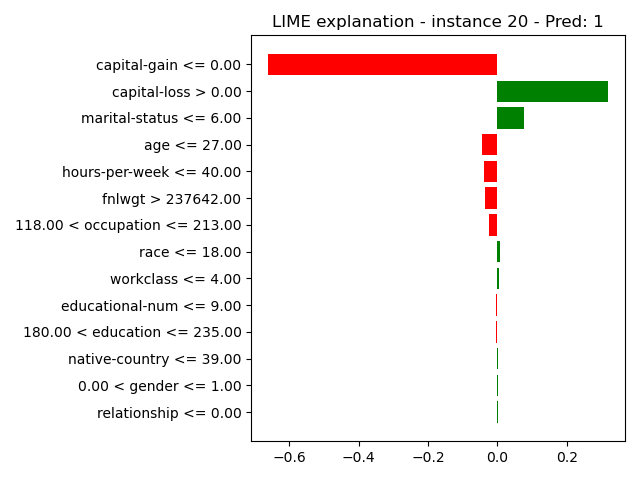 LIME explanation - instance 20 - Pred: 1
capital-gain <= 0.00
capital-loss > 0.00
marital-status <= 6.00
age <= 27.00
hours-per-week <= 40.00
fnlwgt > 237642.00
118.00 < occupation <= 213.00
race <= 18.00
workclass <= 4.00
educational-num <= 9.00
180.00 < education <= 235.00
native-country <= 39.00
0.00 < gender <= 1.00
relationship <= 0.00
−0.6 −0.4 −0.2 0.0 0.2